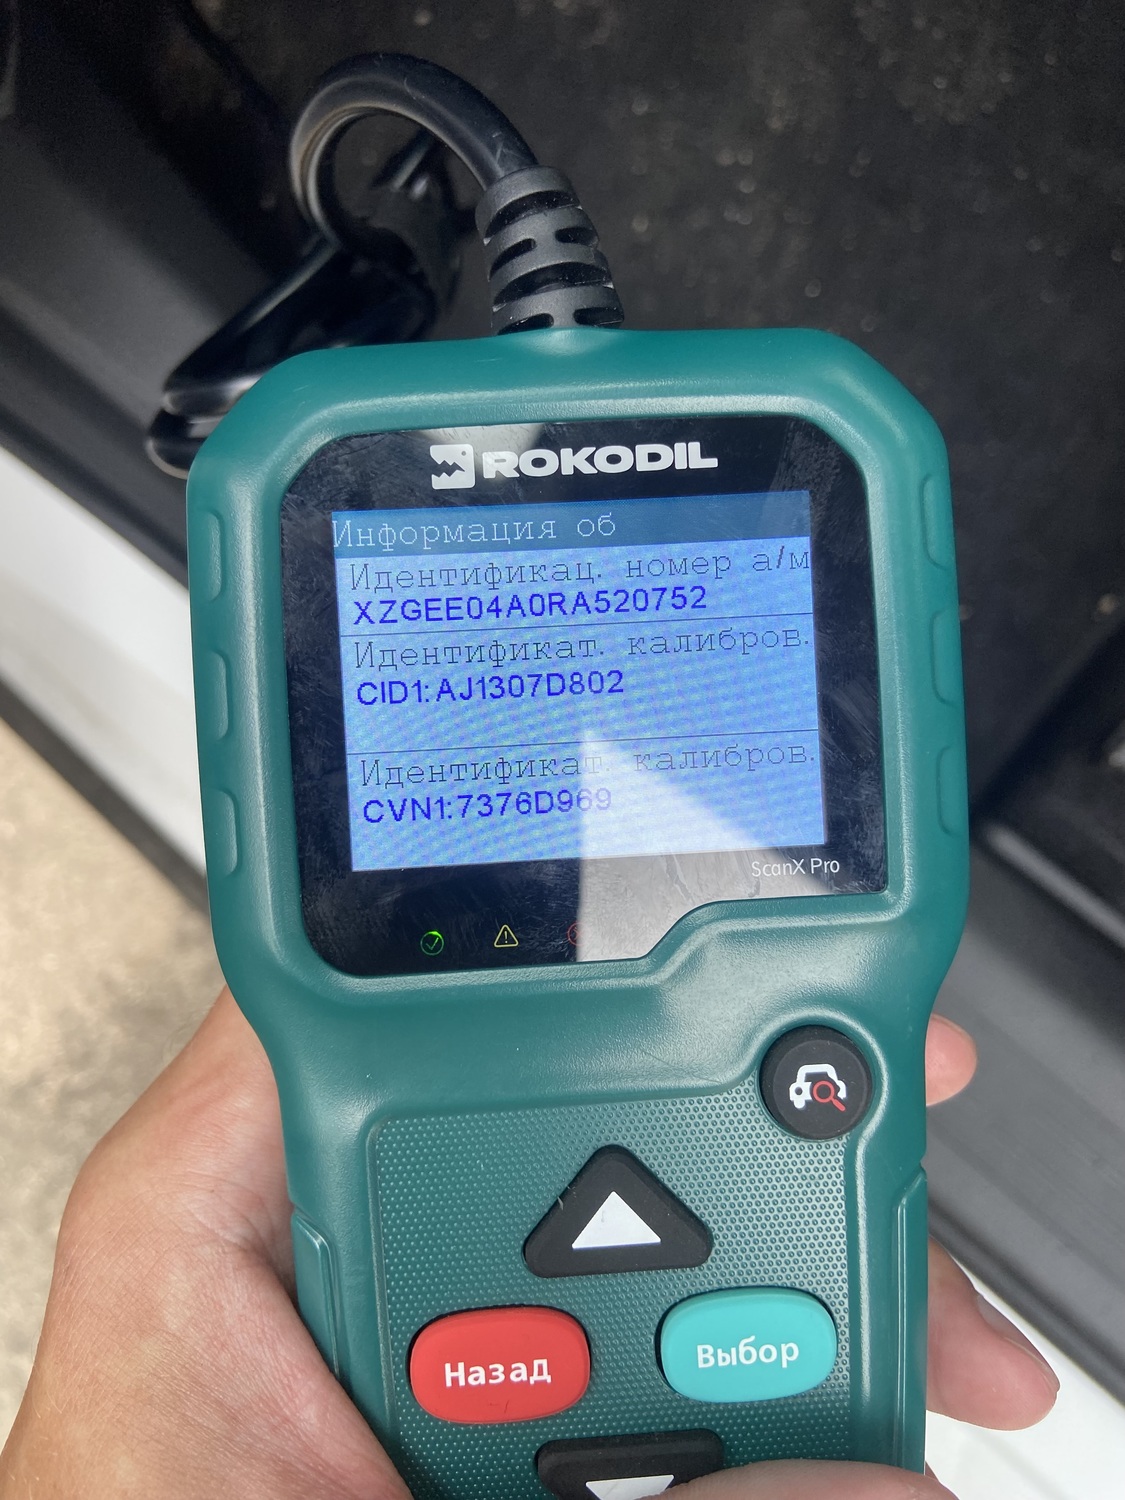 ROKODIL
Информация об
Идентификац. номер а/м
XZGEE04A0RA520752
Идентификат. калибров.
CID1:AJ1307D802
Идентификат. калибров.
CVN1:7376D969
ScanX Pro
Назад
Выбор